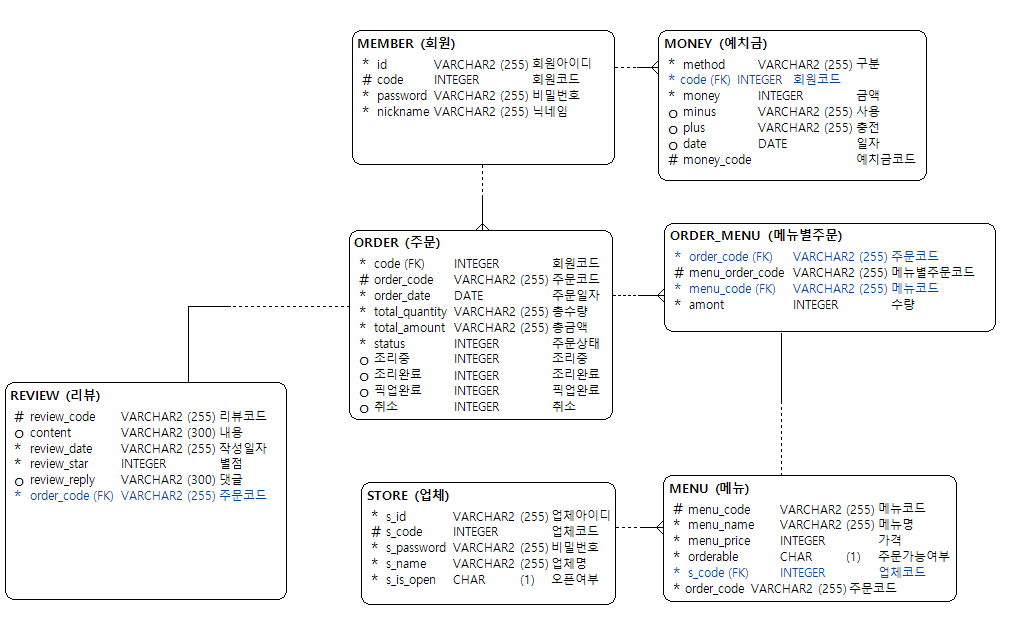 MEMBER (회원)
* id VARCHAR2 (255) 회원아이디
# code INTEGER 회원코드
* password VARCHAR2 (255) 비밀번호
* nickname VARCHAR2 (255) 닉네임
MONEY (예치금)
* method VARCHAR2 (255) 구분
* code (FK) INTEGER 회원코드
* money INTEGER 금액
o minus VARCHAR2 (255) 사용
o plus VARCHAR2 (255) 충전
o date DATE 일자
# money_code 예치금코드
ORDER (주문)
* code (FK) INTEGER 회원코드
# order_code VARCHAR2 (255) 주문코드
* order_date DATE 주문일자
* total_quantity VARCHAR2 (255) 총수량
* total_amount VARCHAR2 (255) 총금액
* status INTEGER 주문상태
o 조리중 INTEGER 조리중
o 조리완료 INTEGER 조리완료
o 픽업완료 INTEGER 픽업완료
o 취소 INTEGER 취소
ORDER_MENU (메뉴별주문)
* order_code (FK) VARCHAR2 (255) 주문코드
# menu_order_code VARCHAR2 (255) 메뉴별주문코드
* menu_code (FK) VARCHAR2 (255) 메뉴코드
* amont INTEGER 수량
REVIEW (리뷰)
# review_code VARCHAR2 (255) 리뷰코드
o content VARCHAR2 (300) 내용
* review_date VARCHAR2 (255) 작성일자
* review_star INTEGER 별점
o review_reply VARCHAR2 (300) 댓글
* order_code (FK) VARCHAR2 (255) 주문코드
STORE (업체)
* s_id VARCHAR2 (255) 업체아이디
# s_code INTEGER 업체코드
* s_password VARCHAR2 (255) 비밀번호
* s_name VARCHAR2 (255) 업체명
* s_is_open CHAR (1) 오픈여부
MENU (메뉴)
# menu_code VARCHAR2 (255) 메뉴코드
* menu_name VARCHAR2 (255) 메뉴명
* menu_price INTEGER 가격
* orderable CHAR (1) 주문가능여부
* s_code (FK) INTEGER 업체코드
* order_code VARCHAR2 (255) 주문코드